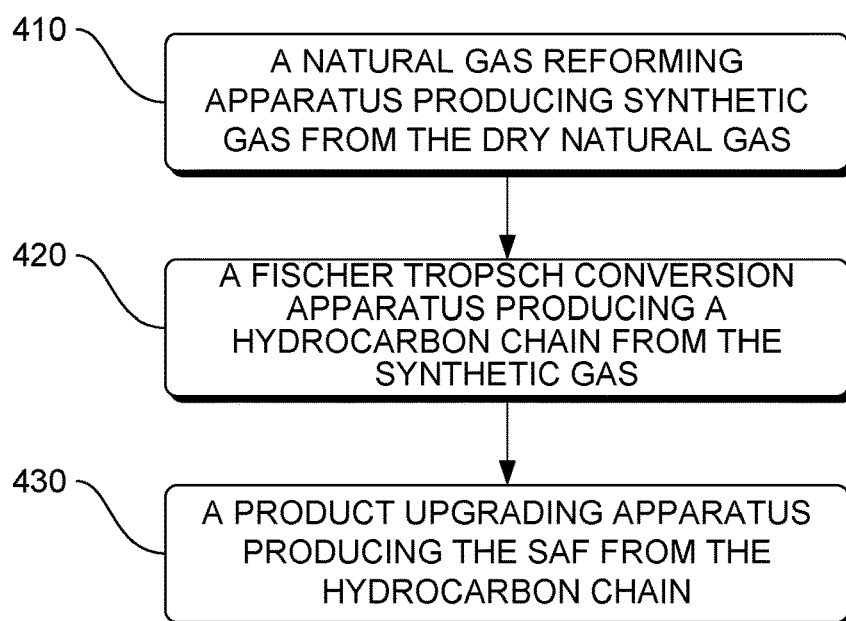 410
A NATURAL GAS REFORMING
APPARATUS PRODUCING SYNTHETIC
GAS FROM THE DRY NATURAL GAS
420
A FISCHER TROPSCH CONVERSION
APPARATUS PRODUCING A
HYDROCARBON CHAIN FROM THE
SYNTHETIC GAS
430
A PRODUCT UPGRADING APPARATUS
PRODUCING THE SAF FROM THE
HYDROCARBON CHAIN